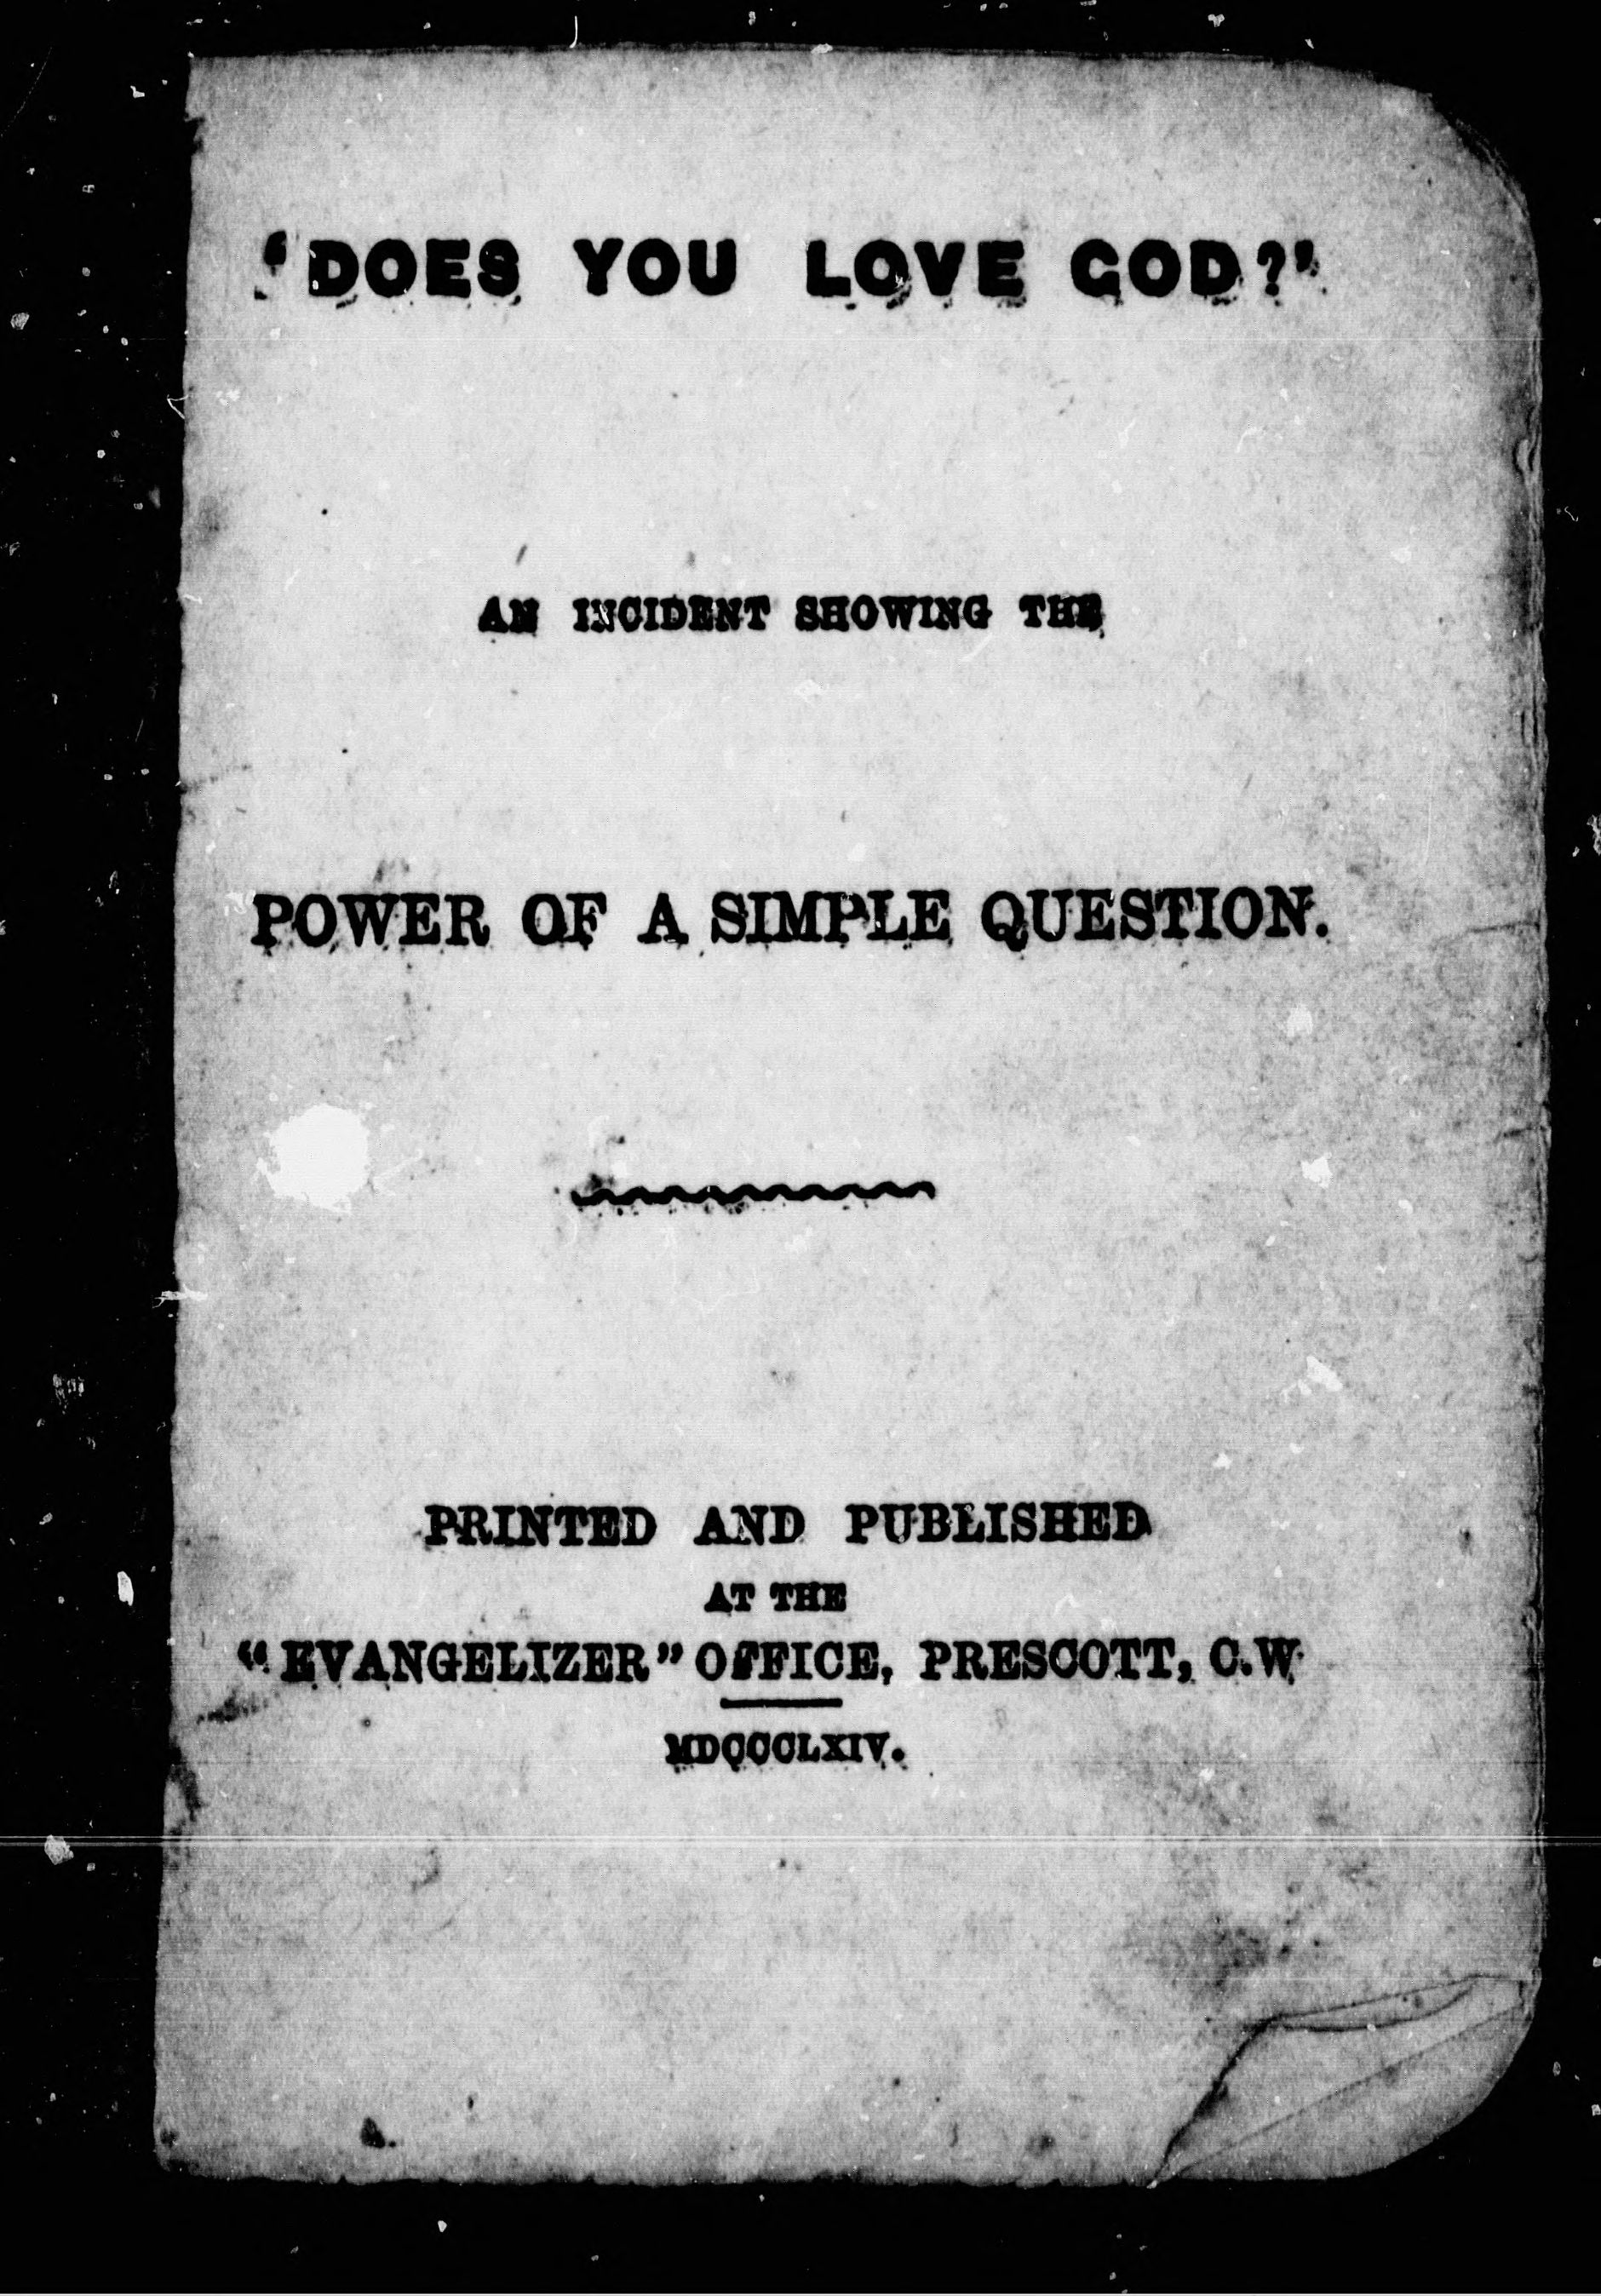 ‘DOES YOU LOVE GOD?’
AN INCIDENT SHOWING THE
POWER OF A SIMPLE QUESTION.
PRINTED AND PUBLISHED
AT THE
“EVANGELIZER” OFFICE, PRESCOTT, C.W
MDCCCLXIV.